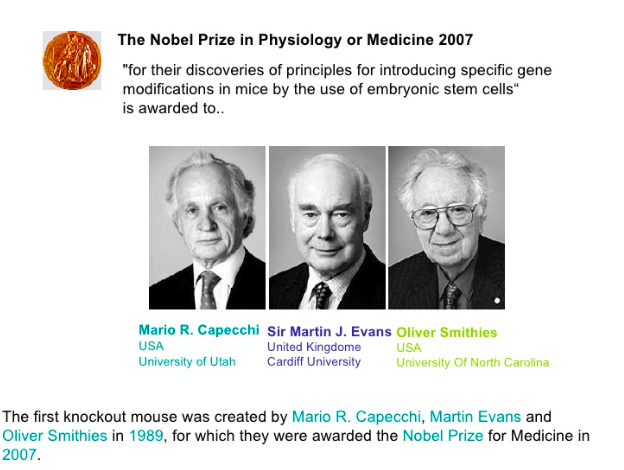 The Nobel Prize in Physiology or Medicine 2007
"for their discoveries of principles for introducing specific gene
modifications in mice by the use of embryonic stem cells“
is awarded to..
Mario R. Capecchi
USA
University of Utah
Sir Martin J. Evans
United Kingdome
Cardiff University
Oliver Smithies
USA
University Of North Carolina
The first knockout mouse was created by Mario R. Capecchi, Martin Evans and
Oliver Smithies in 1989, for which they were awarded the Nobel Prize for Medicine in
2007.